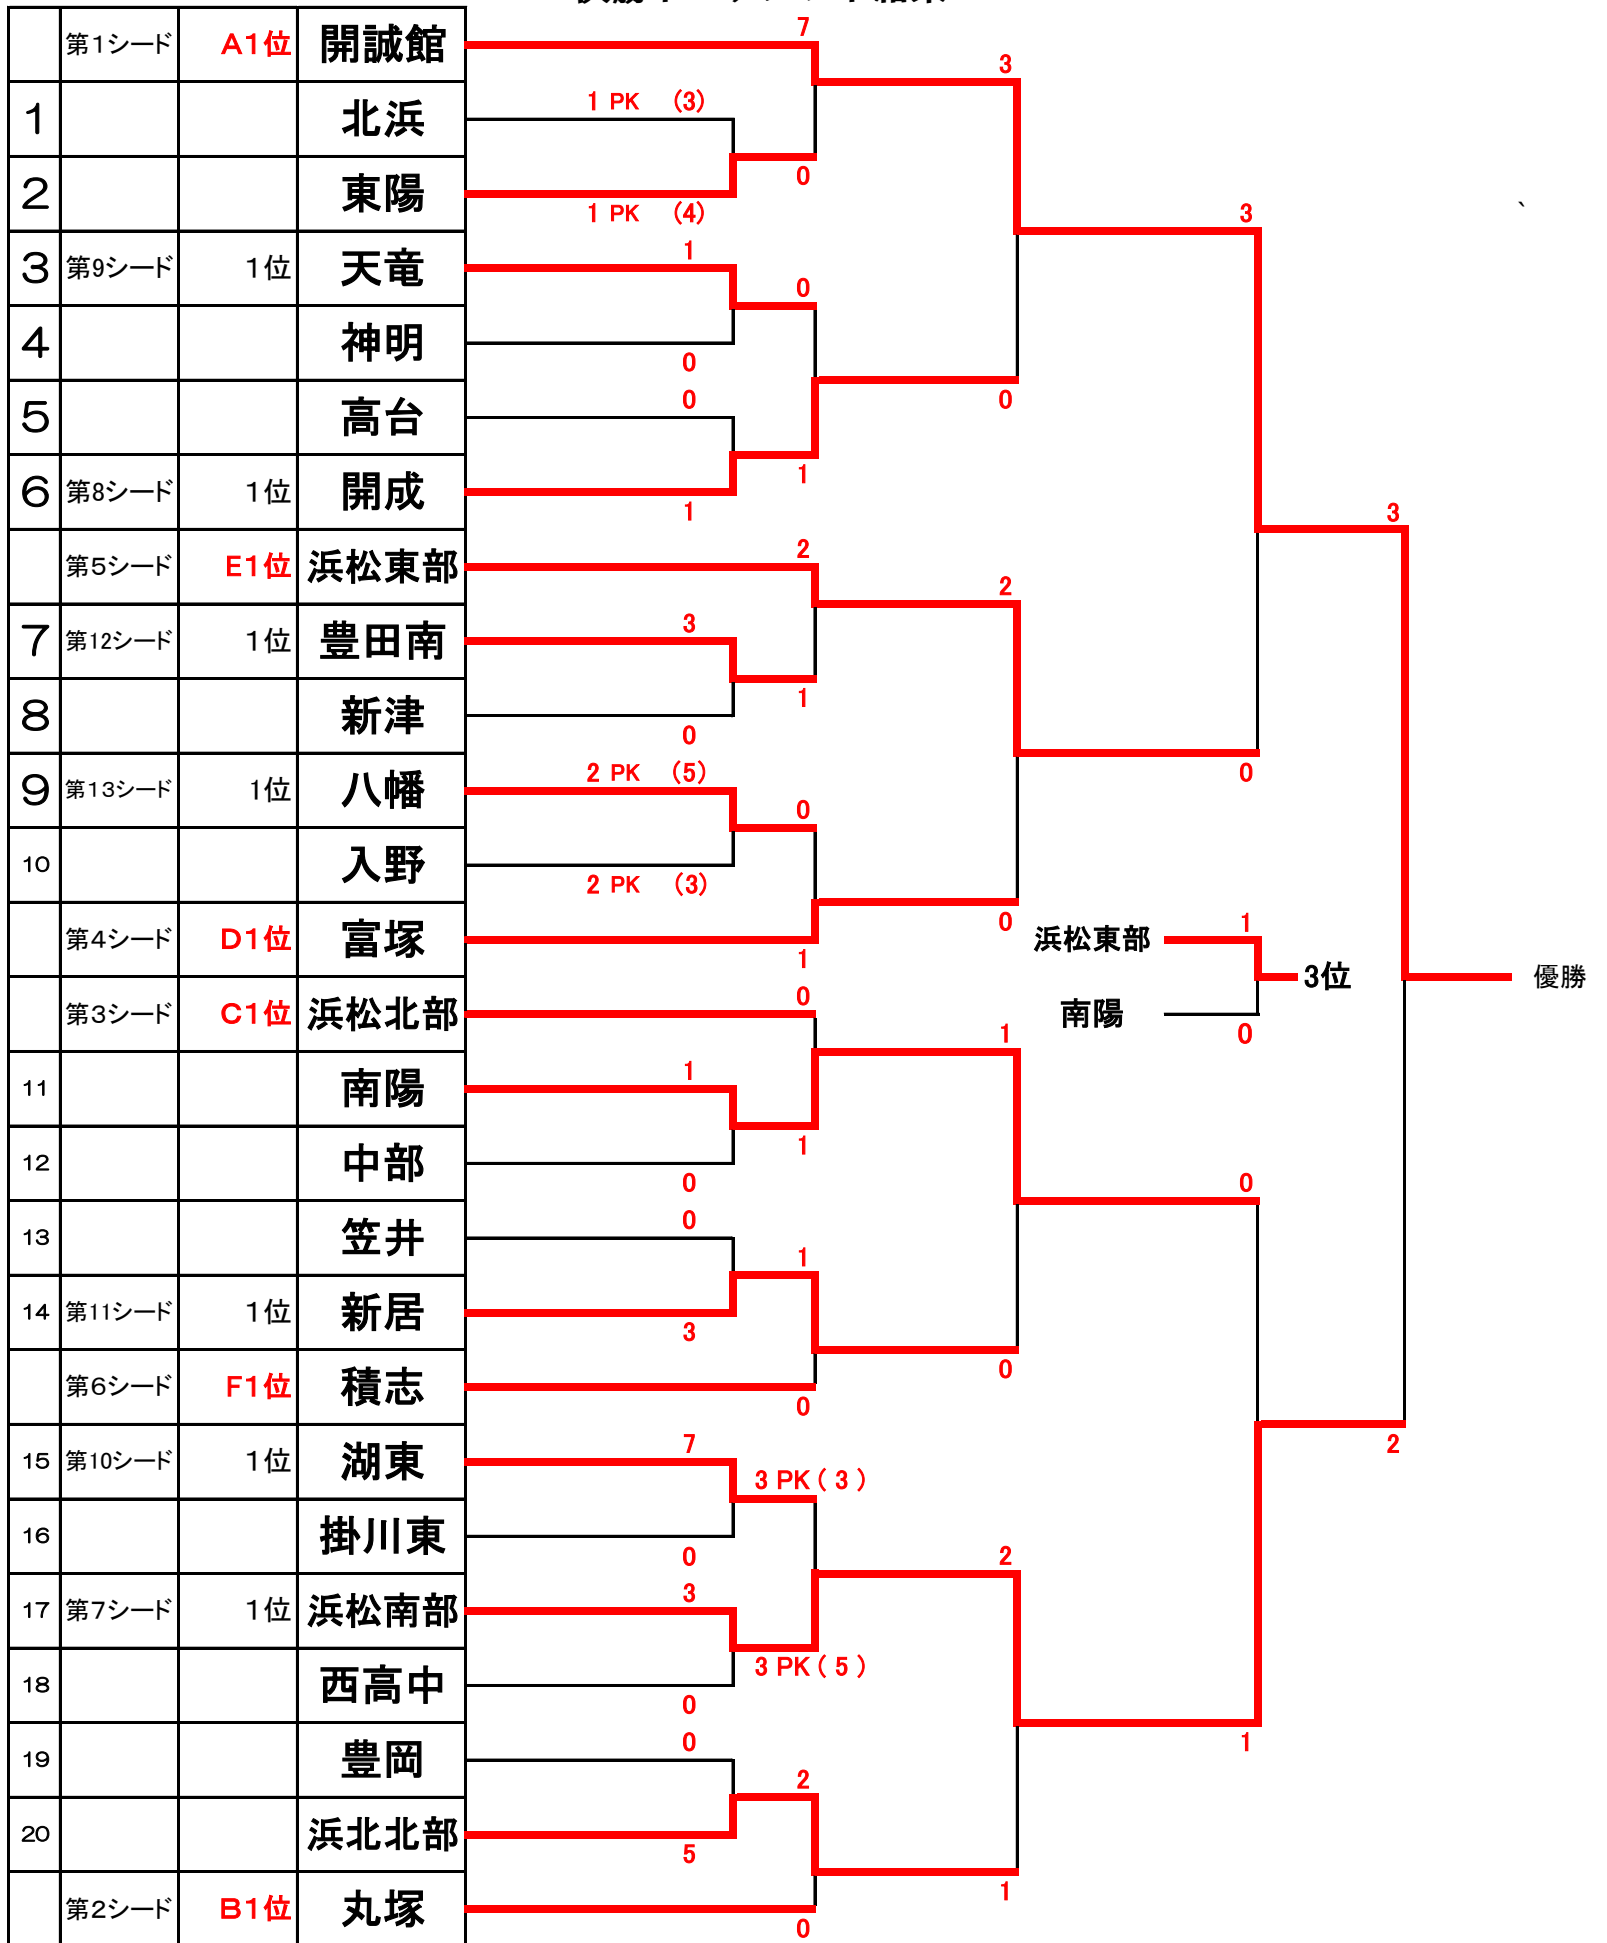 第1シード A1位 開誠館 7
3
1 北浜 1 PK (3)
0
2 東陽 1 PK (4)
3
、
3 第9シード 1位 天竜 1
0
4 神明 0
5 高台 0
0
6 第8シード 1位 開成 1
1
3
第5シード E1位 浜松東部 2
2
7 第12シード 1位 豊田南 3
1
8 新津 0
0
9 第13シード 1位 八幡 2 PK (5)
0
10 入野 2 PK (3)
0
第4シード D1位 富塚 1
浜松東部 1
3位
優勝
南陽 0
第3シード C1位 浜松北部 0
1
11 南陽 1
1
12 中部 0
0
13 笠井 0
1
14 第11シード 1位 新居 3
0
第6シード F1位 積志 0
2
15 第10シード 1位 湖東 7
3 PK ( 3 )
16 掛川東 0
2
17 第7シード 1位 浜松南部 3
3 PK ( 5 )
18 西高中 0
1
19 豊岡 0
2
20 浜北北部 5
1
第2シード B1位 丸塚 0